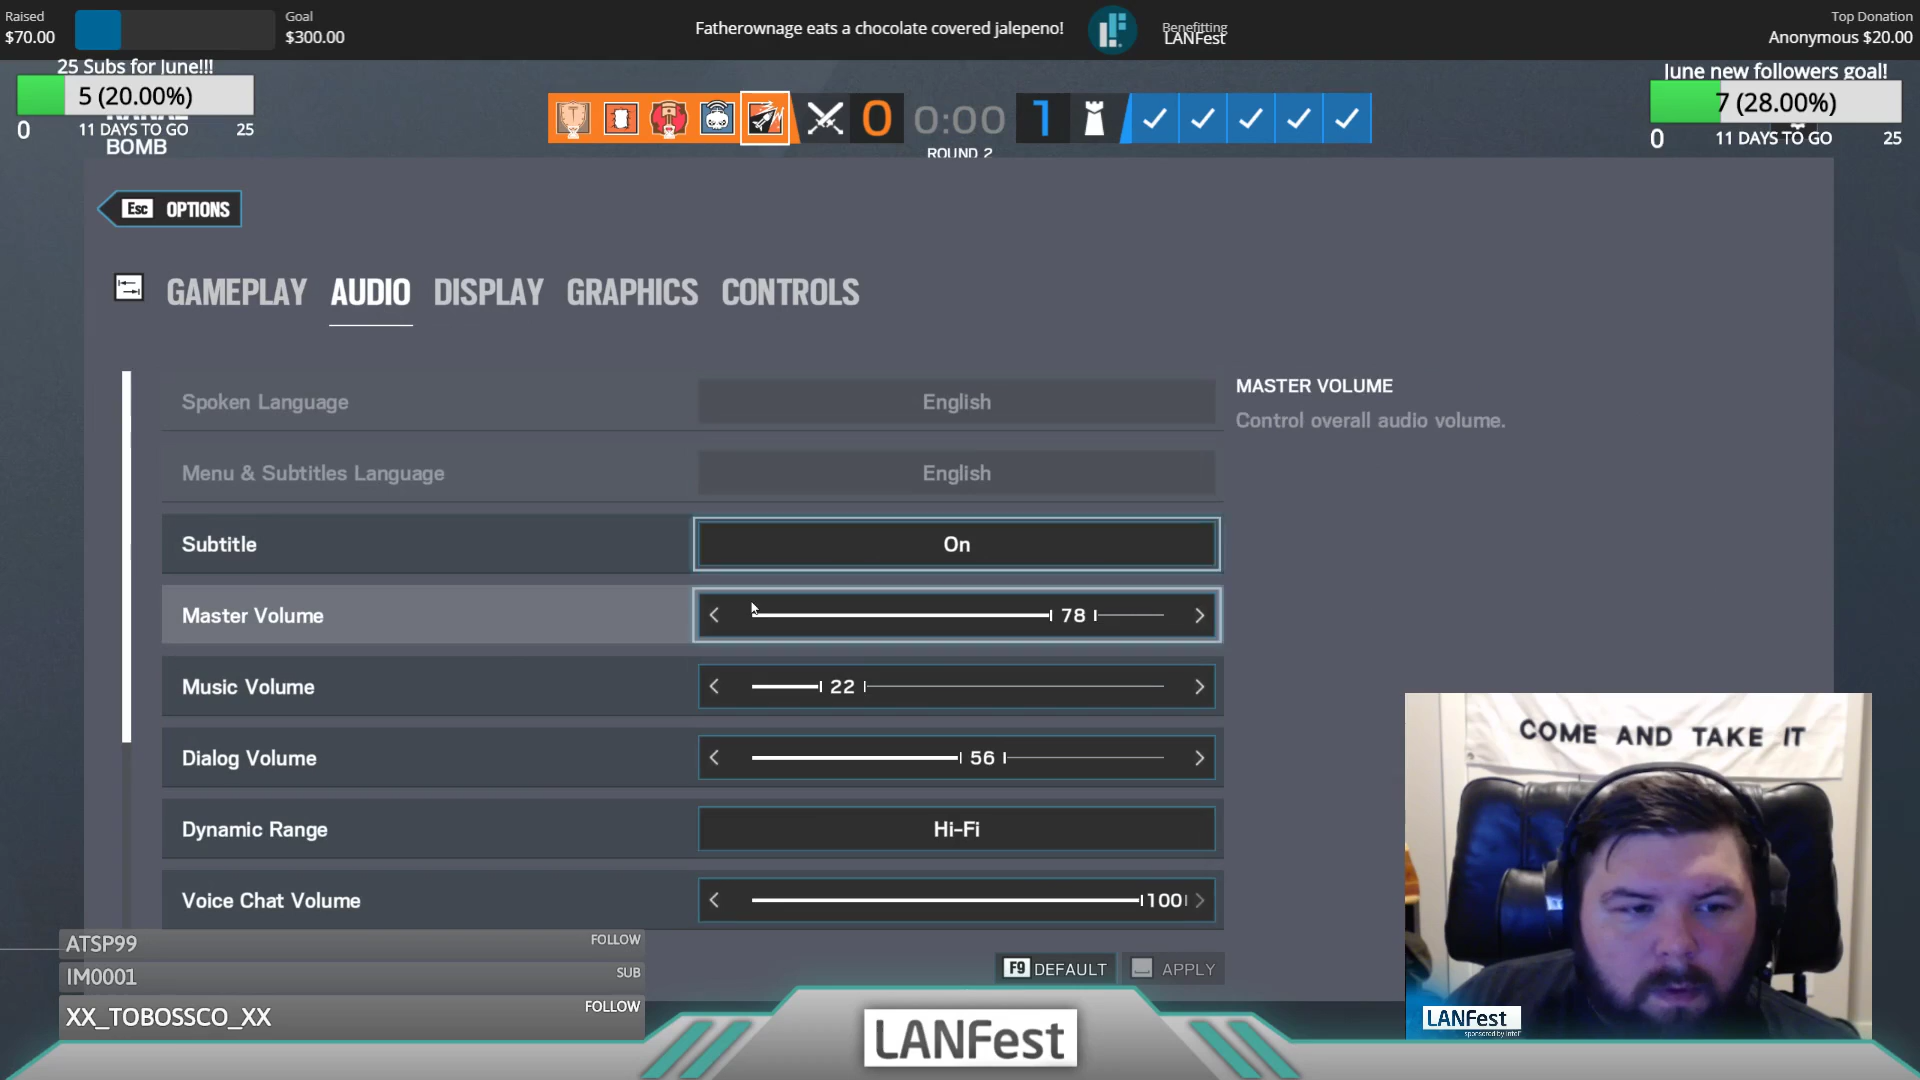 Raised
$70.00
Goal
$300.00
Fatherownage eats a chocolate covered jalepeno!
Benefitting
LANFest
Top Donation
Anonymous $20.00
25 Subs for June!!!
5 (20.00%)
0 11 DAYS TO GO 25
BOMB
0 0:00 1
ROUND 2
June new followers goal!
7 (28.00%)
0 11 DAYS TO GO 25
Esc OPTIONS
GAMEPLAY AUDIO DISPLAY GRAPHICS CONTROLS
Spoken Language English
Menu & Subtitles Language English
Subtitle On
Master Volume 78
Music Volume 22
Dialog Volume 56
Dynamic Range Hi-Fi
Voice Chat Volume 100
MASTER VOLUME
Control overall audio volume.
F9 DEFAULT APPLY
ATSP99 FOLLOW
IM0001 SUB
XX_TOBOSSCO_XX FOLLOW
LANFest
COME AND TAKE IT
LANFest
sponsored by Intel